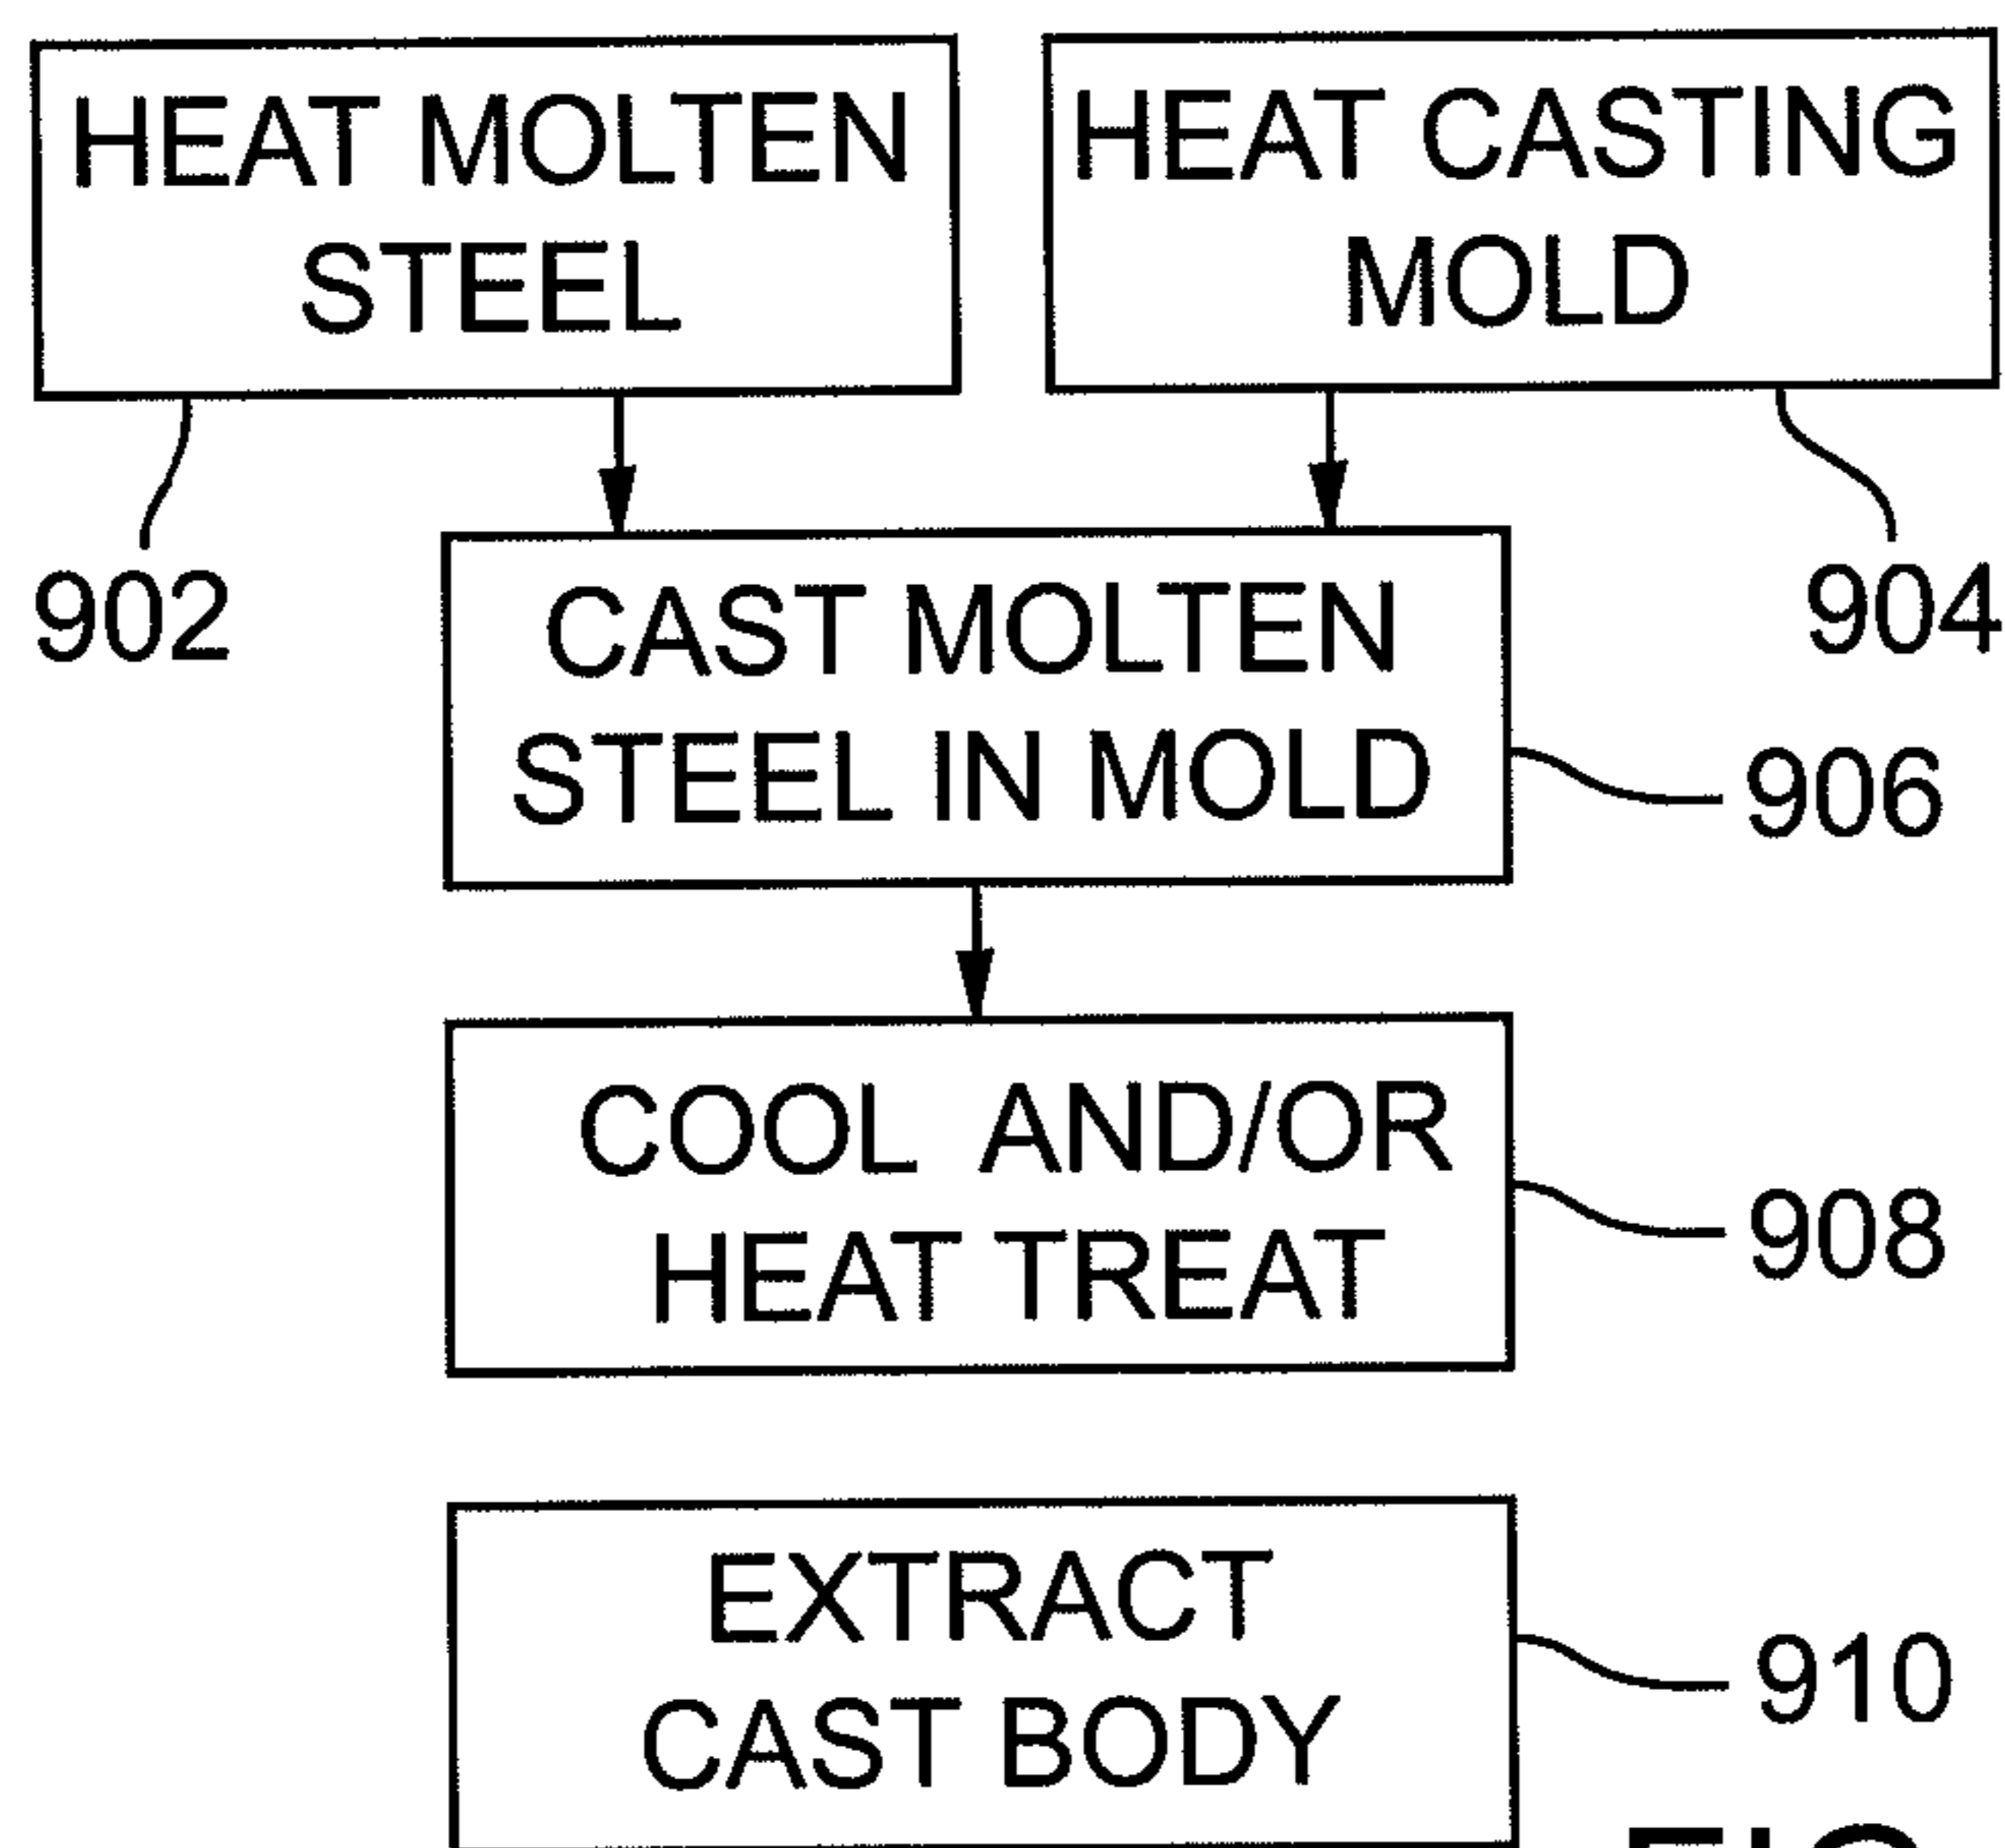 HEAT MOLTEN
STEEL
HEAT CASTING
MOLD
902
904
CAST MOLTEN
STEEL IN MOLD
906
COOL AND/OR
HEAT TREAT
908
EXTRACT
CAST BODY
910